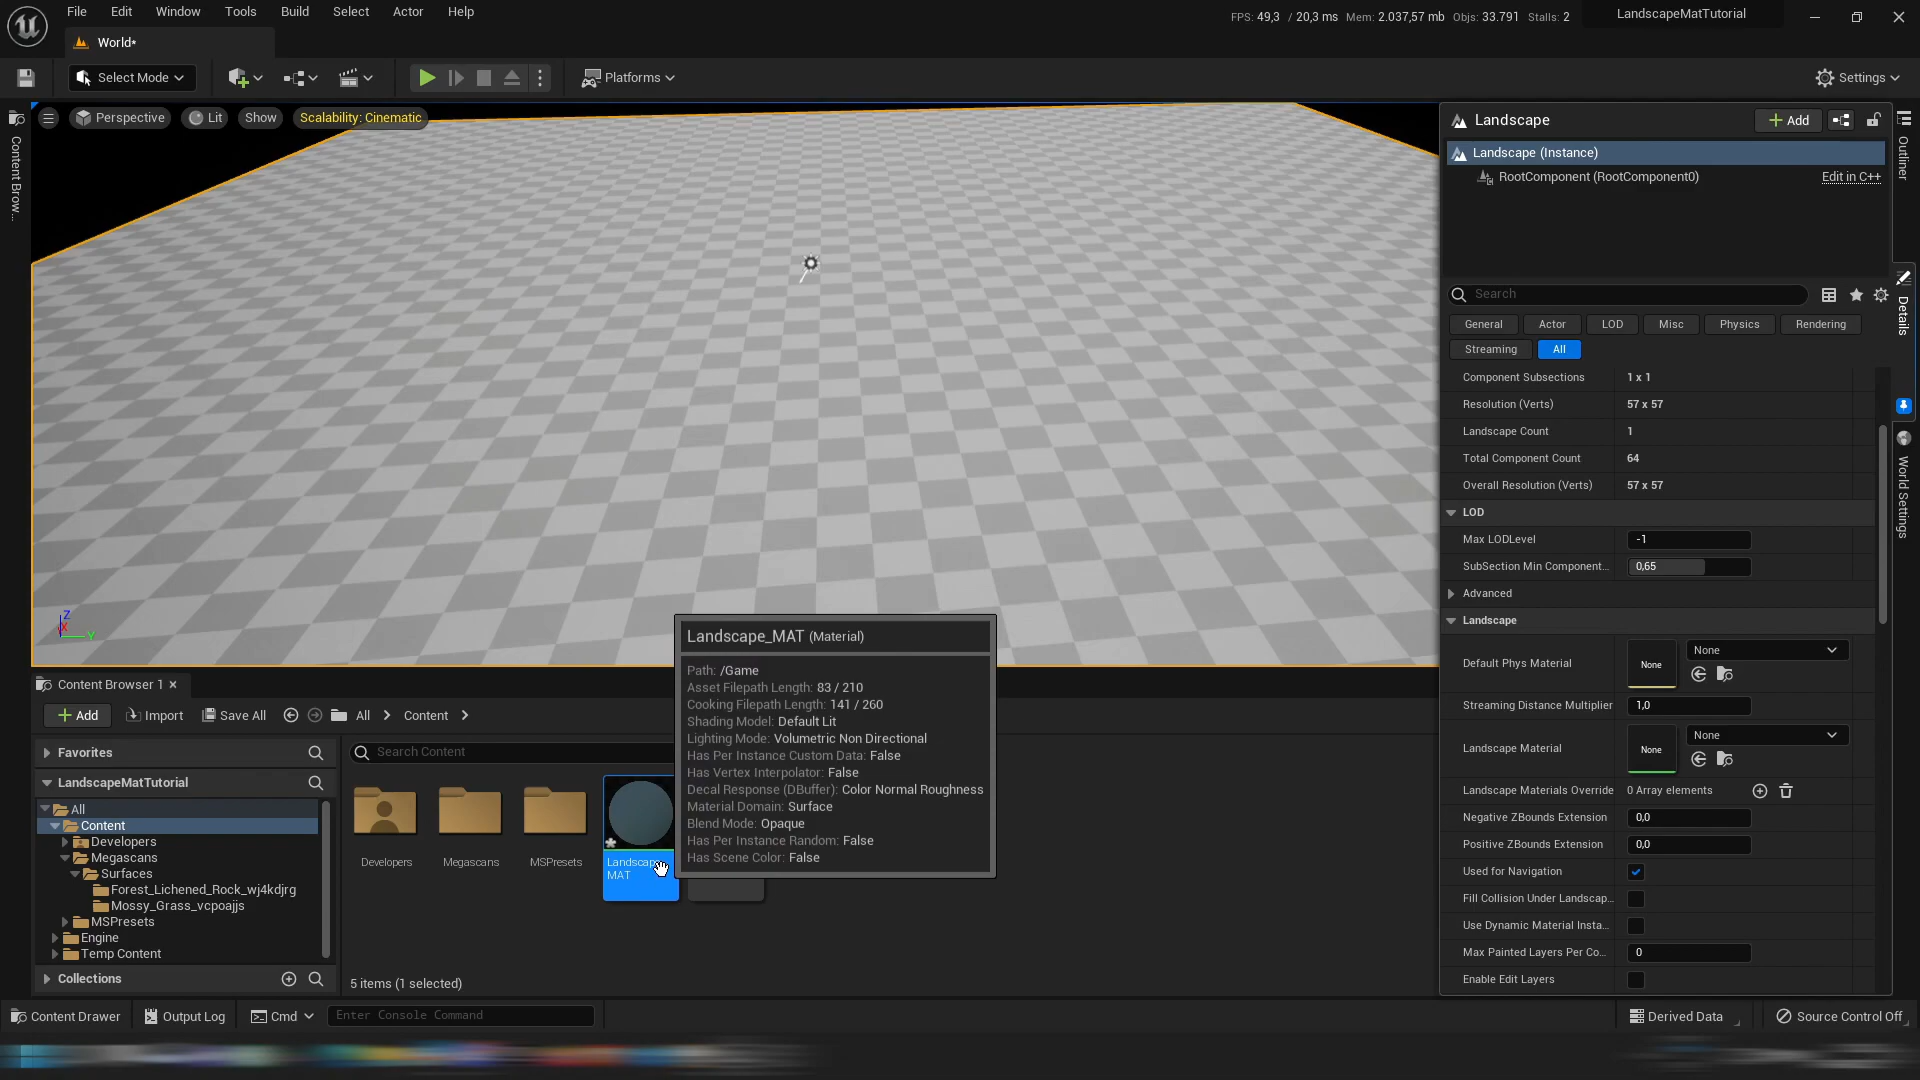 File Edit Window Tools Build Select Actor Help
FPS: 49,3 / 20,3 ms Mem: 2.037,57 mb Objs: 33.791 Stalls: 2
LandscapeMatTutorial
World*
Select Mode
Platforms
Settings
Perspective Lit Show Scalability: Cinematic
Content Brow...
Landscape
Add
Landscape (Instance)
RootComponent (RootComponent0)
Edit in C++
Search
General Actor LOD Misc Physics Rendering
Streaming All
Component Subsections 1 x 1
Resolution (Verts) 57 x 57
Landscape Count 1
Total Component Count 64
Overall Resolution (Verts) 57 x 57
LOD
Max LODLevel -1
SubSection Min Component... 0,65
Advanced
Landscape
Default Phys Material None None
Streaming Distance Multiplier 1,0
Landscape Material None None
Landscape Materials Override 0 Array elements
Negative ZBounds Extension 0,0
Positive ZBounds Extension 0,0
Used for Navigation
Fill Collision Under Landscap...
Use Dynamic Material Insta...
Max Painted Layers Per Co... 0
Enable Edit Layers
Outliner
Details
World Settings
Z
X
Y
Landscape_MAT (Material)
Path: /Game
Asset Filepath Length: 83 / 210
Cooking Filepath Length: 141 / 260
Shading Model: Default Lit
Lighting Mode: Volumetric Non Directional
Has Per Instance Custom Data: False
Has Vertex Interpolator: False
Decal Response (DBuffer): Color Normal Roughness
Material Domain: Surface
Blend Mode: Opaque
Has Per Instance Random: False
Has Scene Color: False
Content Browser 1
Add Import Save All All Content
Favorites
Search Content
LandscapeMatTutorial
All
Content
Developers
Megascans
Surfaces
Forest_Lichened_Rock_wj4kdjrg
Mossy_Grass_vcpoajjs
MSPresets
Engine
Temp Content
Collections
Developers Megascans MSPresets
MAT
5 items (1 selected)
Content Drawer Output Log Cmd Enter Console Command
Derived Data Source Control Off